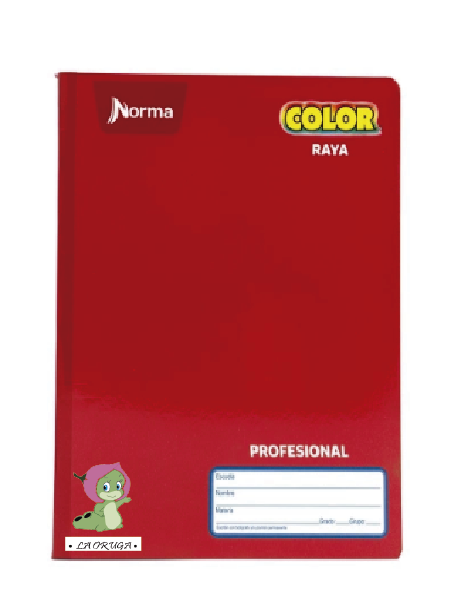 Norma
COLOR
RAYA
PROFESIONAL
Escuela
Nombre
Materia
Grado Grupo
• LA ORUGA •